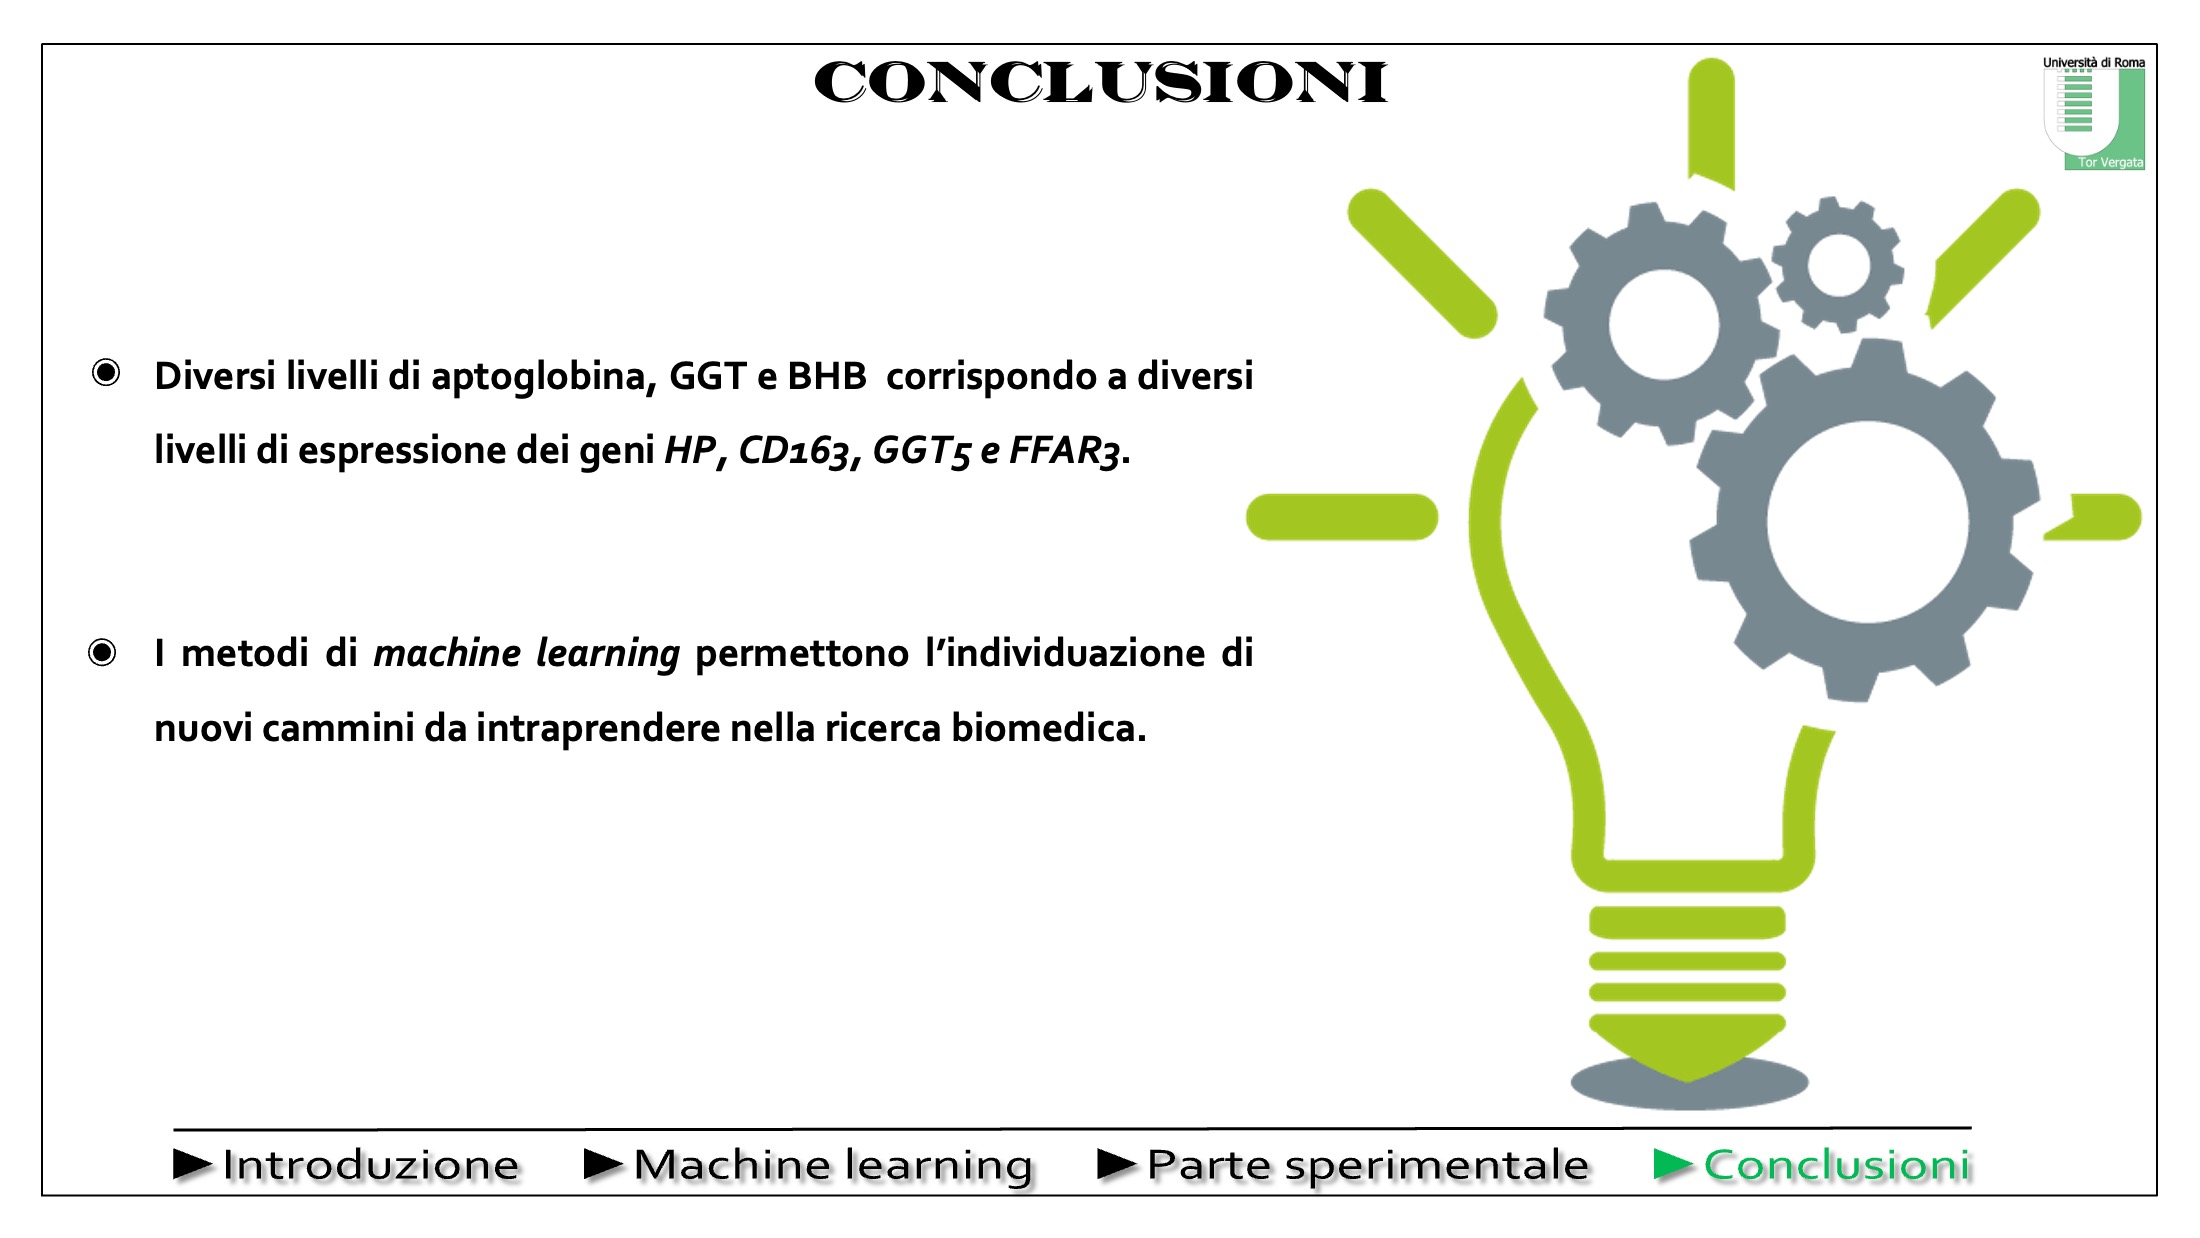 CONCLUSIONI
Università di Roma
Tor Vergata
Diversi livelli di aptoglobina, GGT e BHB  corrispondo a diversi
livelli di espressione dei geni HP, CD163, GGT5 e FFAR3.
I metodi di machine learning permettono l’individuazione di
nuovi cammini da intraprendere nella ricerca biomedica.
Introduzione
Machine learning
Parte sperimentale
Conclusioni